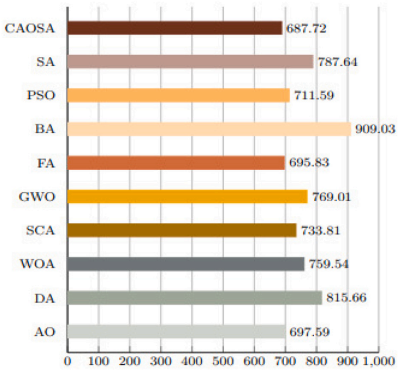 CAOSA 687.72
SA 787.64
PSO 711.59
BA 909.03
FA 695.83
GWO 769.01
SCA 733.81
WOA 759.54
DA 815.66
AO 697.59
0 100 200 300 400 500 600 700 800 900 1,000